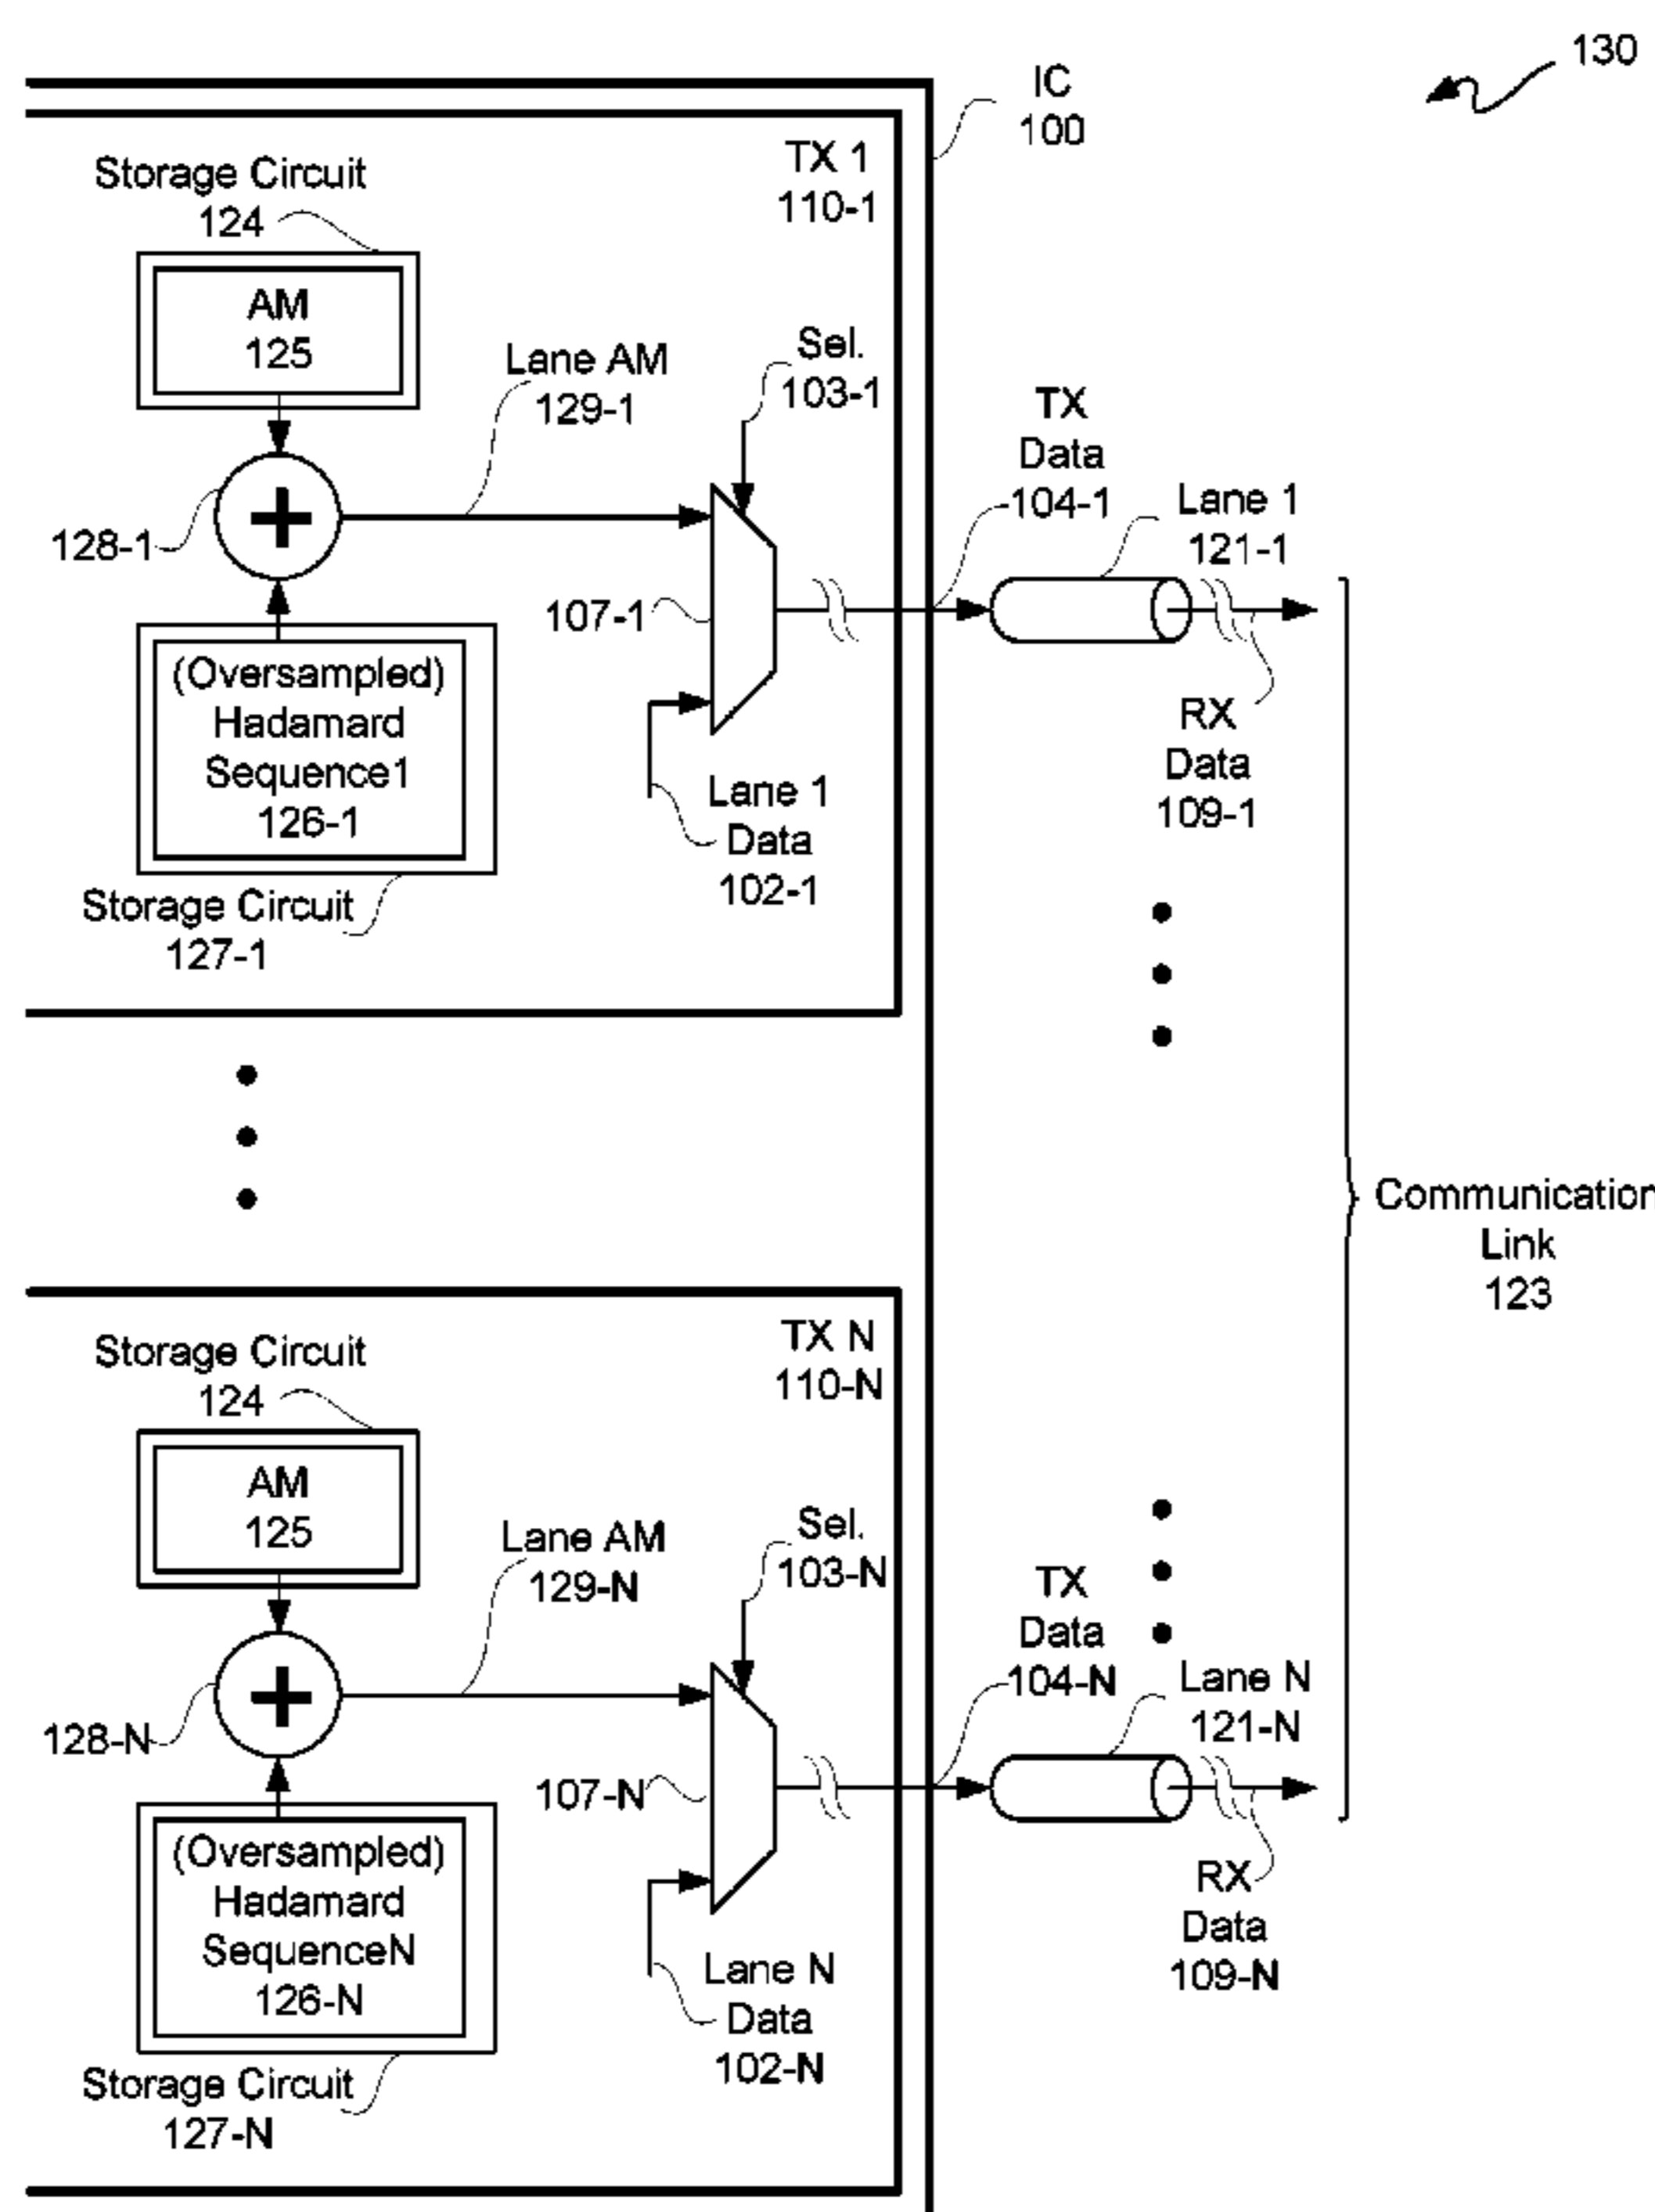 130
IC
100
TX 1
110-1
Storage Circuit
124
AM
125
Lane AM
129-1
Sel.
103-1
128-1
+
107-1
(Oversampled)
Hadamard
Sequence1
126-1
Storage Circuit
127-1
Lane 1
Data
102-1
TX
Data
104-1
Lane 1
121-1
RX
Data
109-1
Communication
Link
123
TX N
110-N
Storage Circuit
124
AM
125
Lane AM
129-N
Sel.
103-N
128-N
+
107-N
(Oversampled)
Hadamard
SequenceN
126-N
Storage Circuit
127-N
Lane N
Data
102-N
TX
Data
104-N
Lane N
121-N
RX
Data
109-N